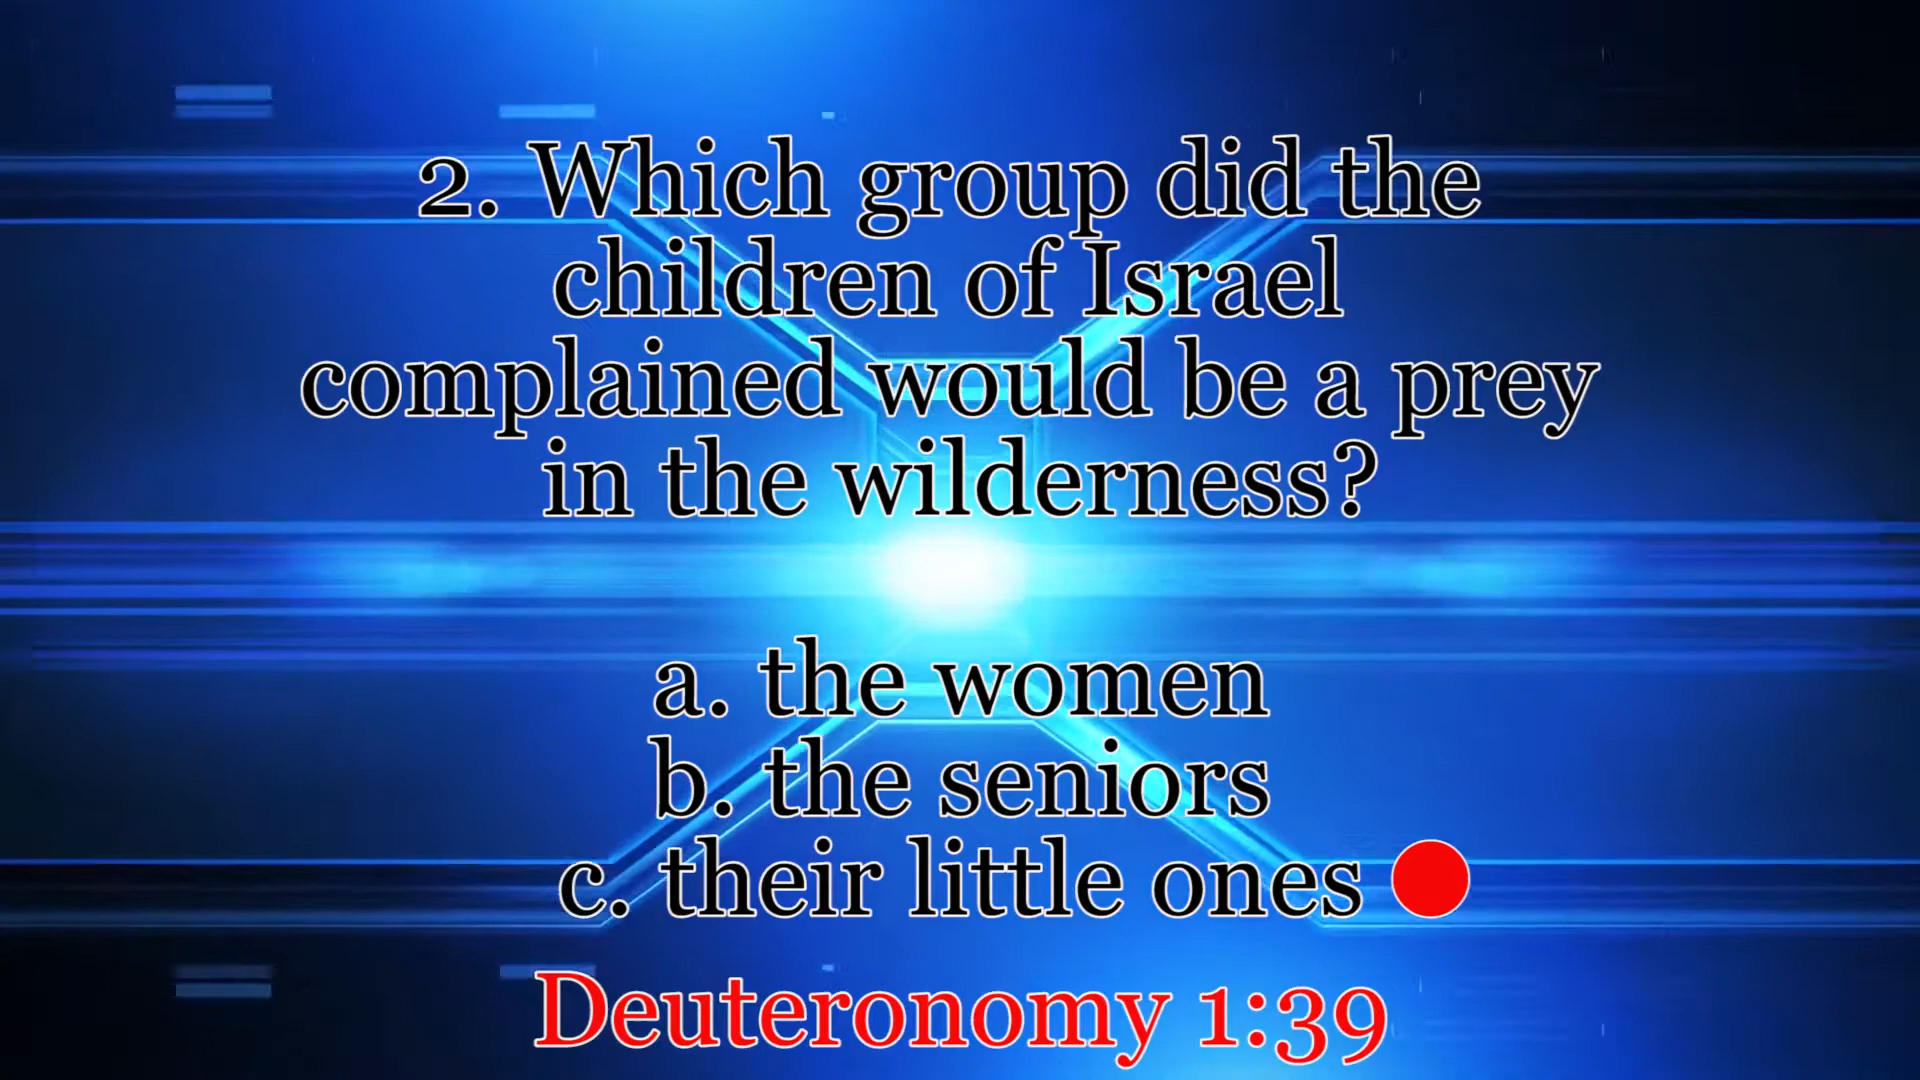 2. Which group did the
children of Israel
complained would be a prey
in the wilderness?
a. the women
b. the seniors
c. their little ones
Deuteronomy 1:39